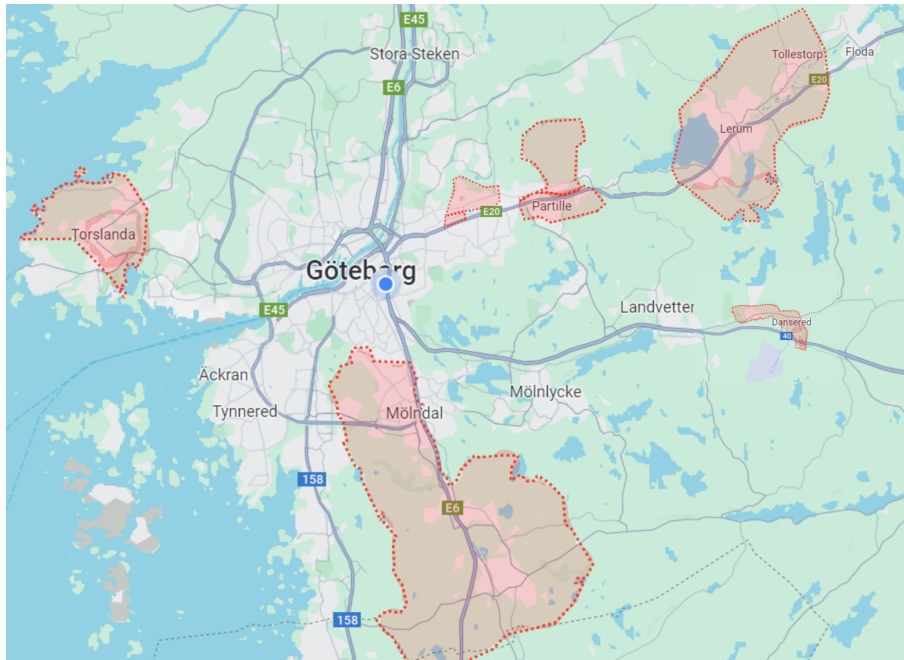 E45
Stora Steken
Tollestorp
Floda
E20
E6
Lerum
Partille
E20
Torslanda
Göteborg
E45
Landvetter
Dansered
40
Äckran
Mölnlycke
Tynnered
Mölndal
158
E6
158